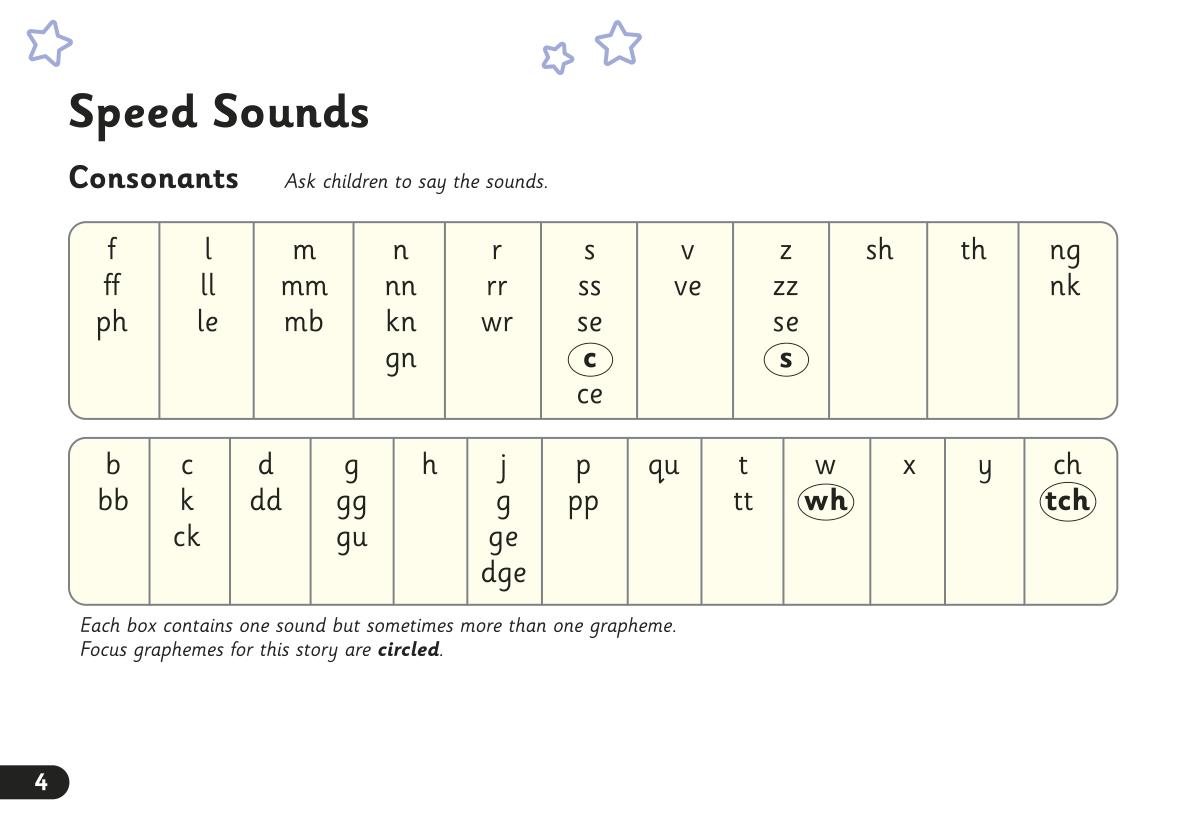 Speed Sounds
Consonants Ask children to say the sounds.
f l m n r s v z sh th ng
ff ll mm nn rr ss ve zz nk
ph le mb kn wr se se
gn c s
ce
b c d g h j p qu t w x y ch
bb k dd gg g pp tt wh tch
ck gu ge
dge
Each box contains one sound but sometimes more than one grapheme.
Focus graphemes for this story are circled.
4